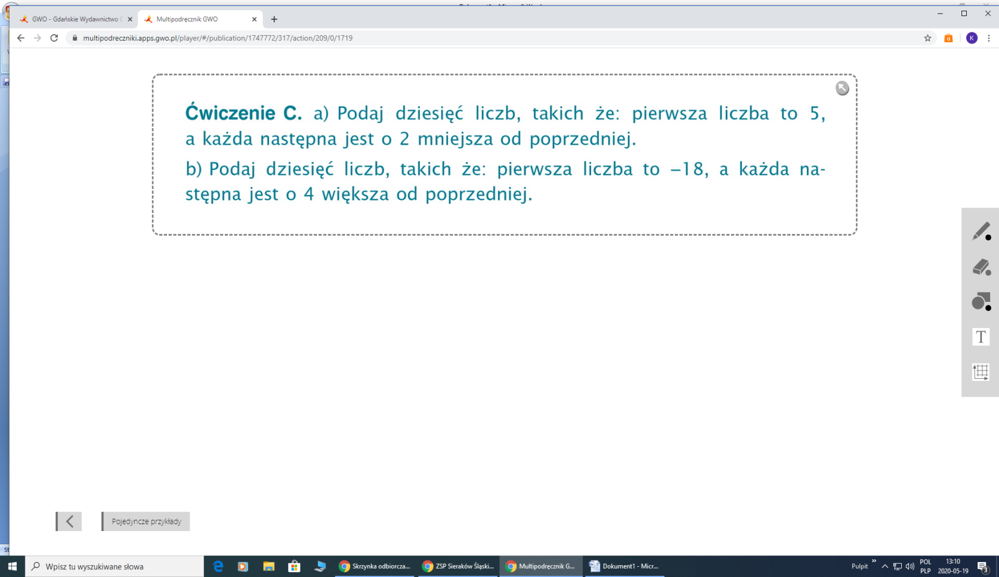 GWO - Gdańskie Wydawnictwo
Multipodręcznik GWO
multipodreczniki.apps.gwo.pl/player/#/publication/1747772/317/action/209/0/1719
K
Ćwiczenie C. a) Podaj dziesięć liczb, takich że: pierwsza liczba to 5,
a każda następna jest o 2 mniejsza od poprzedniej.
b) Podaj dziesięć liczb, takich że: pierwsza liczba to –18, a każda na-
stępna jest o 4 większa od poprzedniej.
T
Pojedyncze przykłady
Wpisz tu wyszukiwane słowa
Skrzynka odbiorcza...
ZSP Sieraków Śląski...
Multipodręcznik G...
Dokument1 - Micr...
Pulpit
POL
PLP
13:10
2020-05-19
3